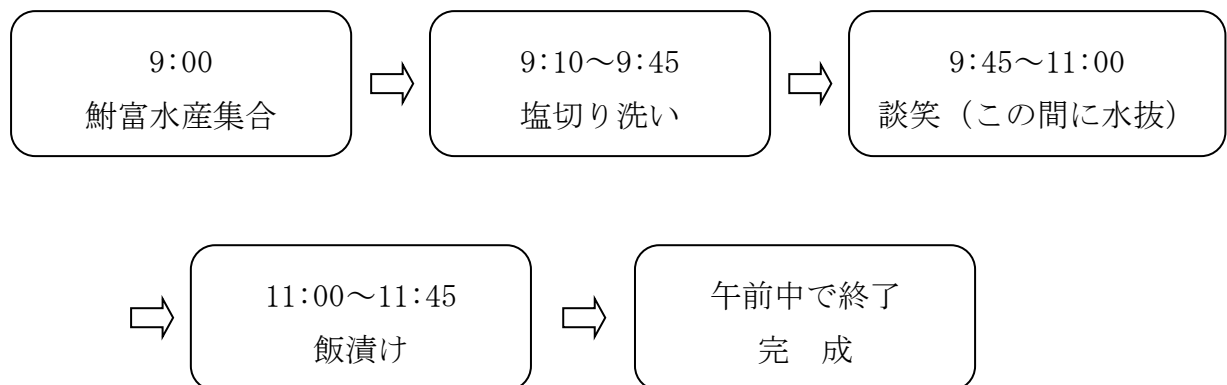 9:00
鮒富水産集合
9:10～9:45
塩切り洗い
9:45～11:00
談笑（この間に水抜）
11:00～11:45
飯漬け
午前中で終了
完　成